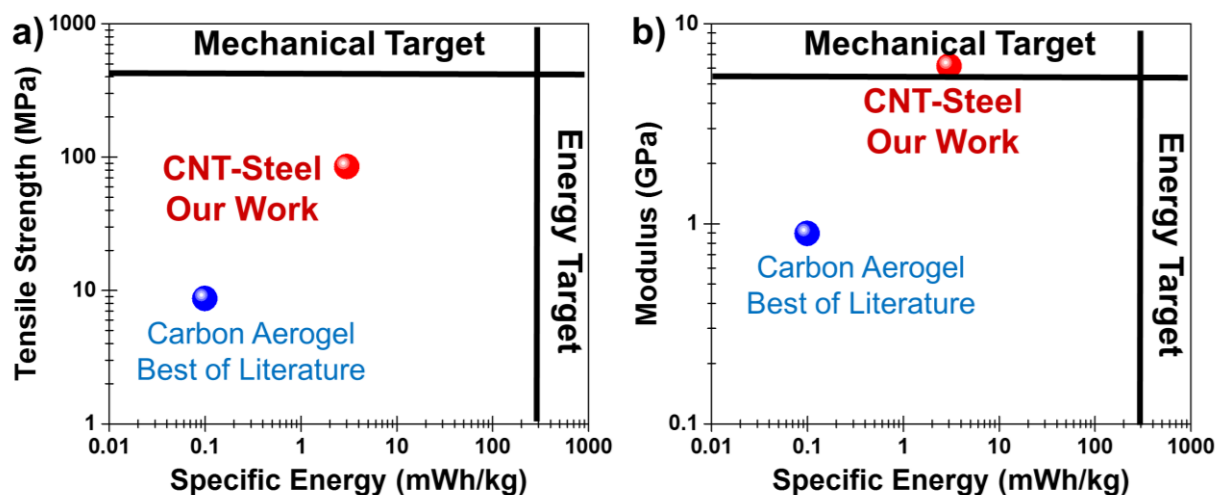 a)
Mechanical Target
Energy Target
CNT-Steel
Our Work
Carbon Aerogel
Best of Literature
Tensile Strength (MPa)
1000
100
10
1
0.01
0.1
1
10
100
1000
Specific Energy (mWh/kg)
b)
Mechanical Target
Energy Target
CNT-Steel
Our Work
Carbon Aerogel
Best of Literature
Modulus (GPa)
10
1
0.1
0.01
0.1
1
10
100
1000
Specific Energy (mWh/kg)